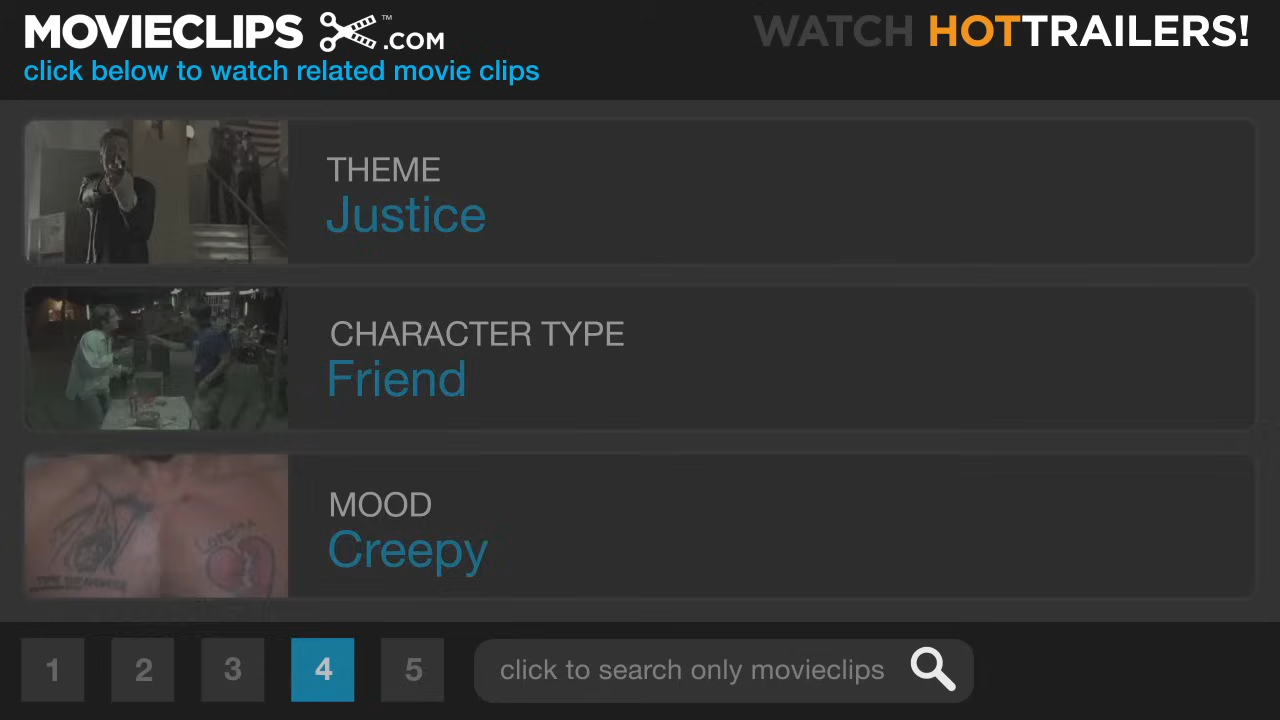 MOVIECLIPS ™.COM
WATCH HOTTRAILERS!
click below to watch related movie clips
THEME
Justice
CHARACTER TYPE
Friend
MOOD
Creepy
1 2 3 4 5
click to search only movieclips